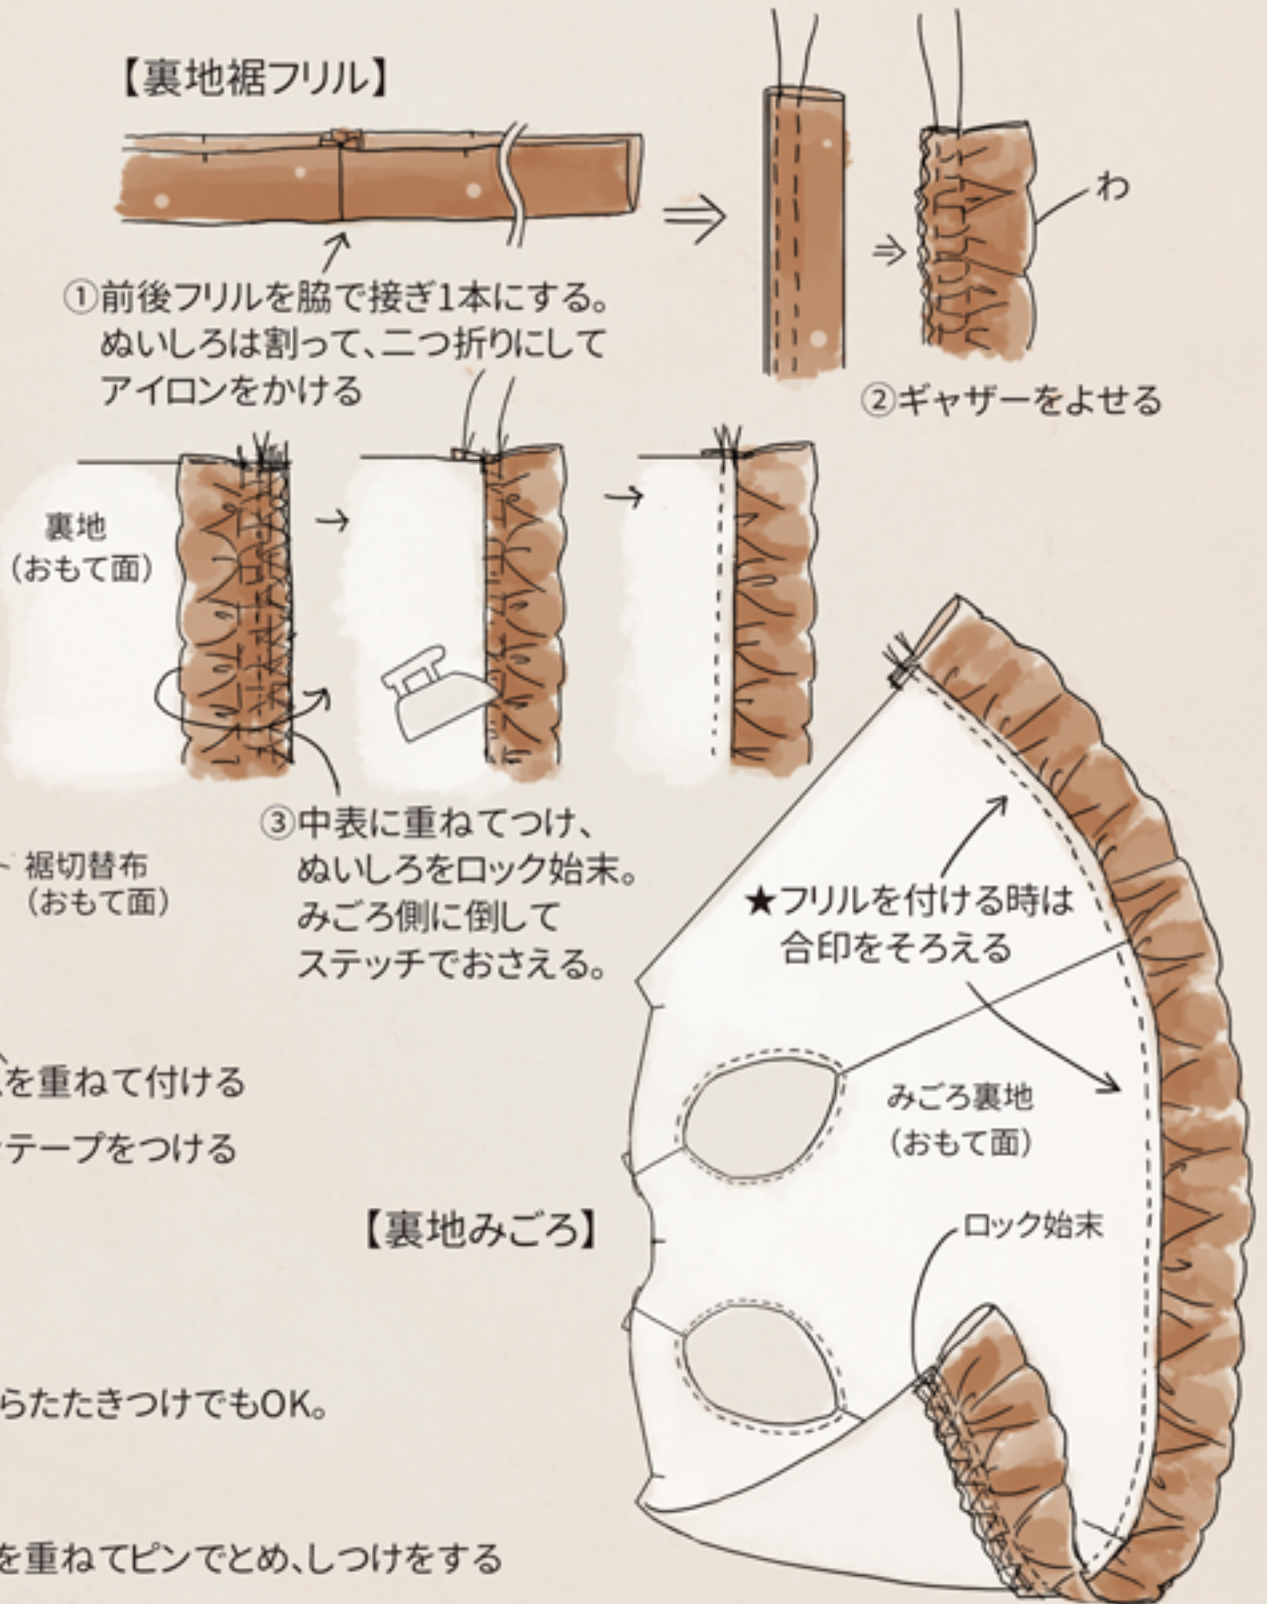 【裏地裾フリル】
わ
①前後フリルを脇で接ぎ1本にする。
ぬいしろは割って、二つ折りにして
アイロンをかける
②ギャザーをよせる
裏地
(おもて面)
③中表に重ねてつけ、
ぬいしろをロック始末。
みごろ側に倒して
ステッチでおさえる。
裾切替布
(おもて面)
★フリルを付ける時は
合印をそろえる
を重ねて付ける
テープをつける
みごろ裏地
(おもて面)
【裏地みごろ】
ロック始末
らたたきつけでもOK。
を重ねてピンでとめ、しつけをする